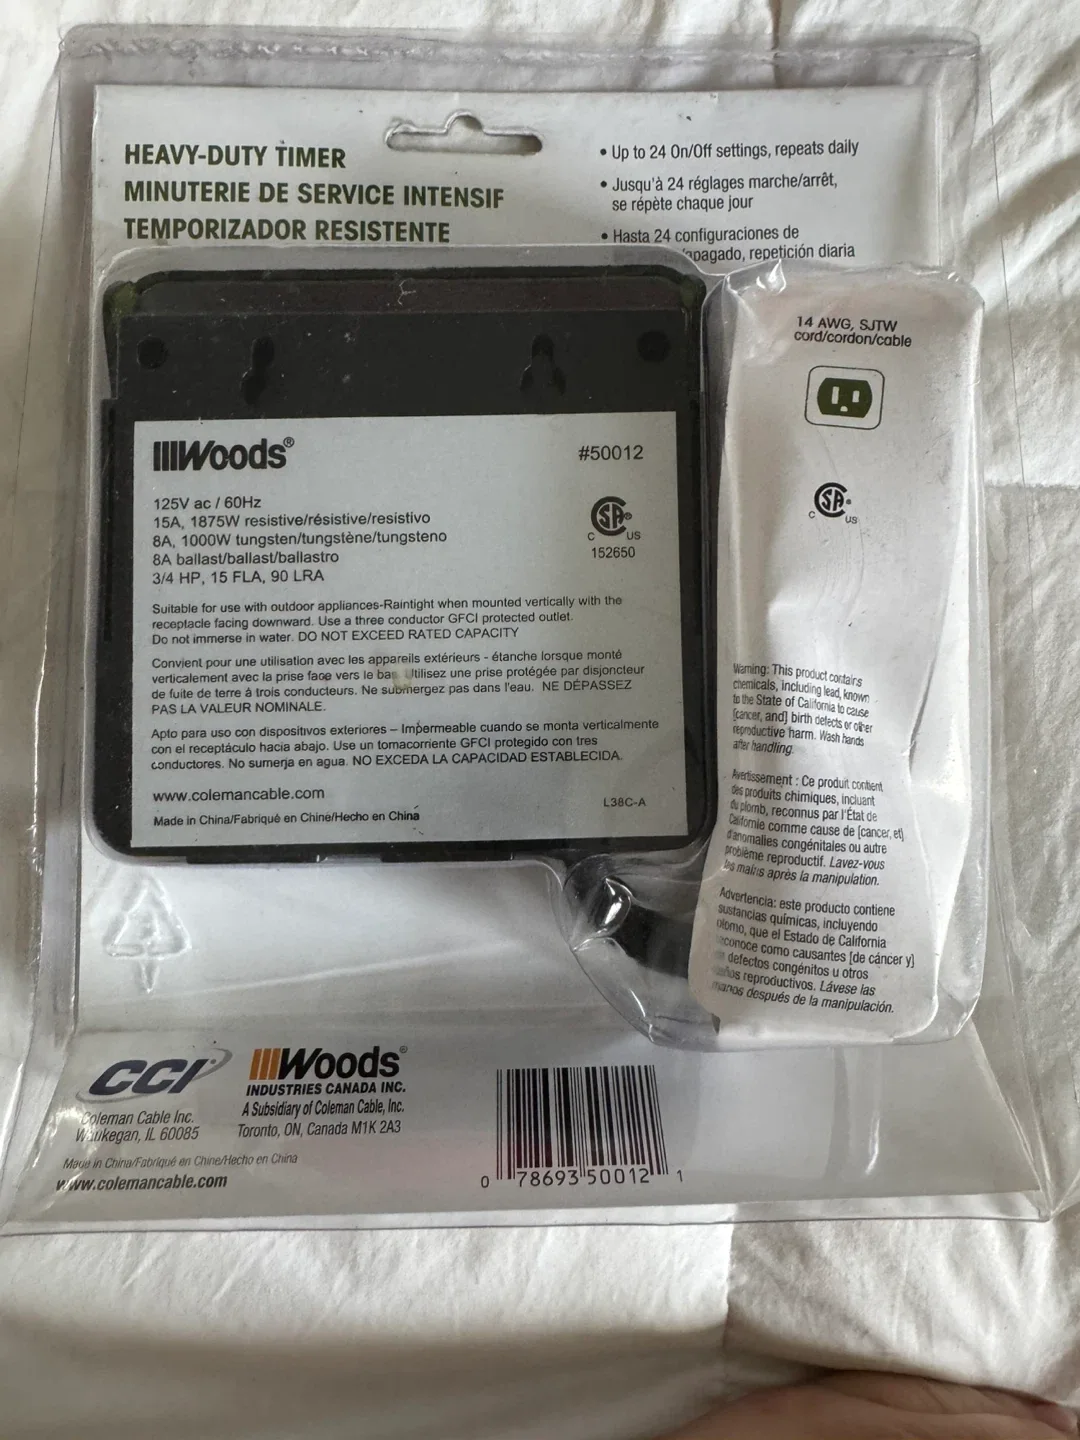 HEAVY-DUTY TIMER
MINUTERIE DE SERVICE INTENSIF
TEMPORIZADOR RESISTENTE
• Up to 24 On/Off settings, repeats daily
• Jusqu'à 24 réglages marche/arrêt,
se répète chaque jour
• Hasta 24 configuraciones de
/apagado, repetición diaria
14 AWG, SJTW
cord/cordon/cable
Woods®
#50012
125V ac / 60Hz
15A, 1875W resistive/résistive/resistivo
8A, 1000W tungsten/tungstène/tungsteno
8A ballast/ballast/ballastro
3/4 HP, 15 FLA, 90 LRA
C SA® US
152650
Suitable for use with outdoor appliances-Raintight when mounted vertically with the
receptacle facing downward. Use a three conductor GFCI protected outlet.
Do not immerse in water. DO NOT EXCEED RATED CAPACITY
Convient pour une utilisation avec les appareils extérieurs - étanche lorsque monté
verticalement avec la prise face vers le bas. Utilisez une prise protégée par disjoncteur
de fuite de terre à trois conducteurs. Ne submergez pas dans l'eau. NE DÉPASSEZ
PAS LA VALEUR NOMINALE.
Apto para uso con dispositivos exteriores – Impermeable cuando se monta verticalmente
con el receptáculo hacia abajo. Use un tomacorriente GFCI protegido con tres
conductores. No sumerja en agua. NO EXCEDA LA CAPACIDAD ESTABLECIDA.
www.colemancable.com
L38C-A
Made in China/Fabriqué en Chine/Hecho en China
C SA® US
Warning: This product contains
chemicals, including lead, known
to the State of California to cause
[cancer, and] birth defects or other
reproductive harm. Wash hands
after handling.
Avertissement : Ce produit contient
des produits chimiques, incluant
du plomb, reconnus par l'État de
Californie comme cause de [cancer, et]
d'anomalies congénitales ou autre
problème reproductif. Lavez-vous
les mains après la manipulation.
Advertencia: este producto contiene
sustancias químicas, incluyendo
plomo, que el Estado de California
reconoce como causantes [de cáncer y]
de defectos congénitos u otros
daños reproductivos. Lávese las
manos después de la manipulación.
CCI®
Coleman Cable Inc.
Waukegan, IL 60085
Woods®
INDUSTRIES CANADA INC.
A Subsidiary of Coleman Cable, Inc.
Toronto, ON, Canada M1K 2A3
Made in China/Fabriqué en Chine/Hecho en China
www.colemancable.com
0 78693 50012 1